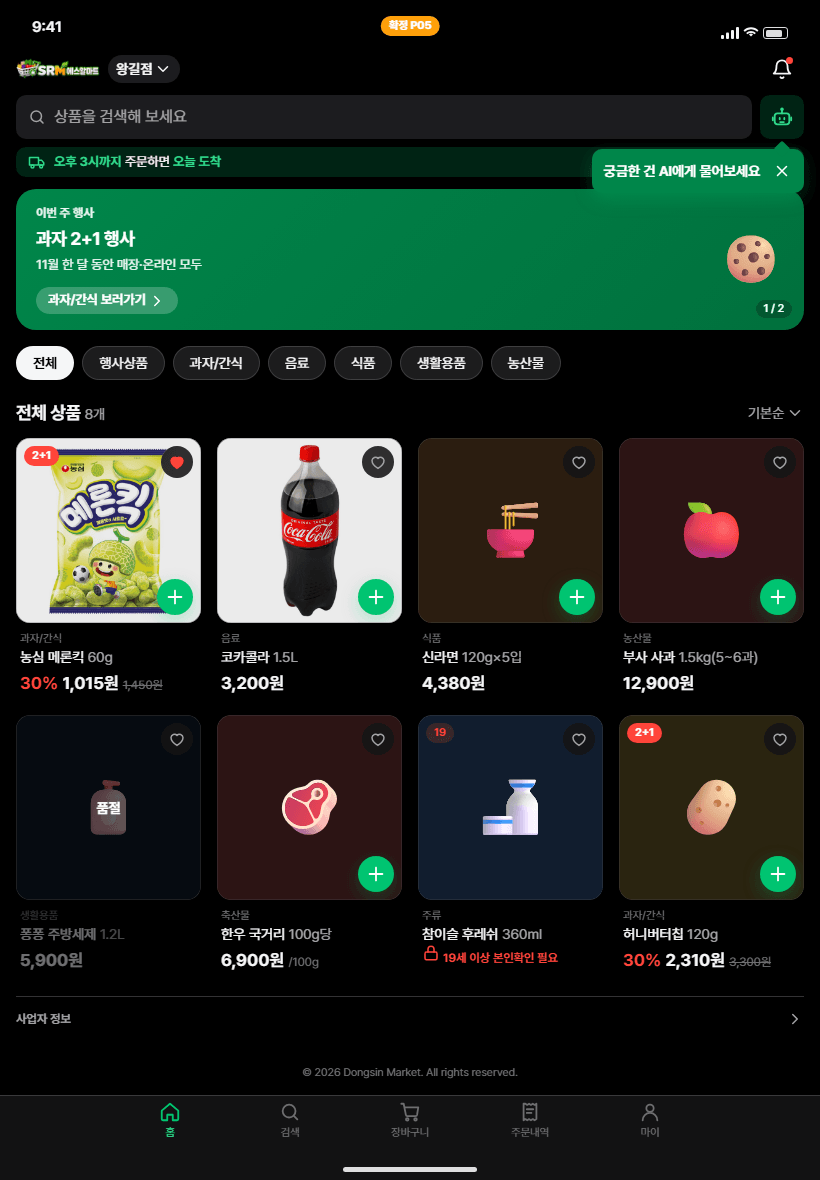 9:41
확정 P05
SRM에스알마트
왕길점
상품을 검색해 보세요
오후 3시까지 주문하면 오늘 도착
궁금한 건 AI에게 물어보세요
이번 주 행사
과자 2+1 행사
11월 한 달 동안 매장·온라인 모두
과자/간식 보러가기
1 / 2
전체
행사상품
과자/간식
음료
식품
생활용품
농산물
전체 상품 8개
기본순
2+1
농심
메론킥
과자/간식
농심 메론킥 60g
30% 1,015원 1,450원
ORIGINAL TASTE
Coca-Cola
음료
코카콜라 1.5L
3,200원
식품
신라면 120g×5입
4,380원
농산물
부사 사과 1.5kg(5~6과)
12,900원
품절
생활용품
퐁퐁 주방세제 1.2L
5,900원
축산물
한우 국거리 100g당
6,900원 /100g
19
주류
참이슬 후레쉬 360ml
19세 이상 본인확인 필요
2+1
과자/간식
허니버터칩 120g
30% 2,310원 3,300원
사업자 정보
© 2026 Dongsin Market. All rights reserved.
홈
검색
장바구니
주문내역
마이